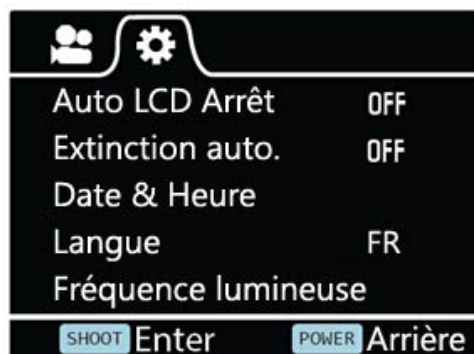 Auto LCD Arrêt OFF
Extinction auto. OFF
Date & Heure
Langue FR
Fréquence lumineuse
SHOOT Enter POWER Arrière